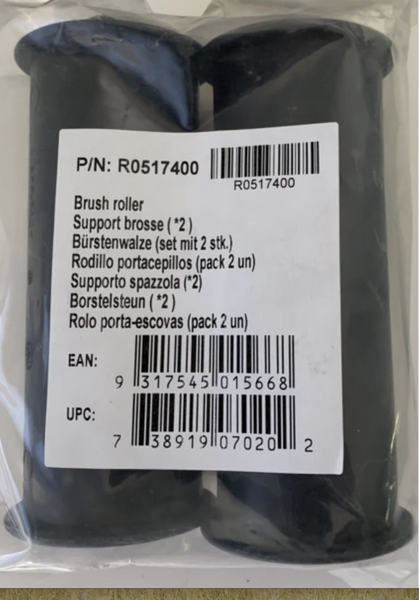 P/N: R0517400
R0517400
Brush roller
Support brosse ( *2 )
Bürstenwalze (set mit 2 stk.)
Rodillo portacepillos (pack 2 un)
Supporto spazzola (*2)
Borstelsteun ( *2 )
Rolo porta-escovas (pack 2 un)
EAN:
9 317545 015668
UPC:
7 38919 07020 2